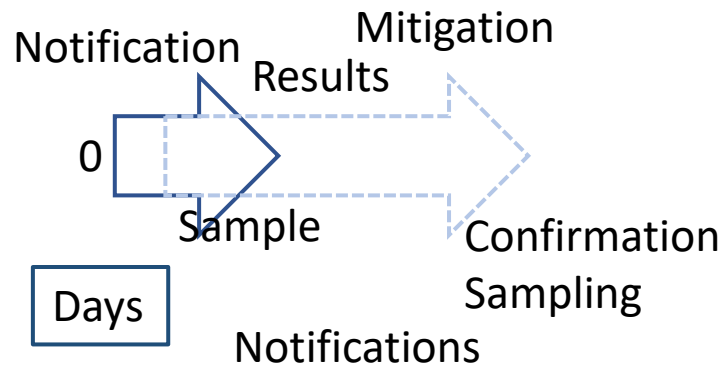 Notification
Mitigation
Results
0
Sample
Confirmation
Sampling
Days
Notifications